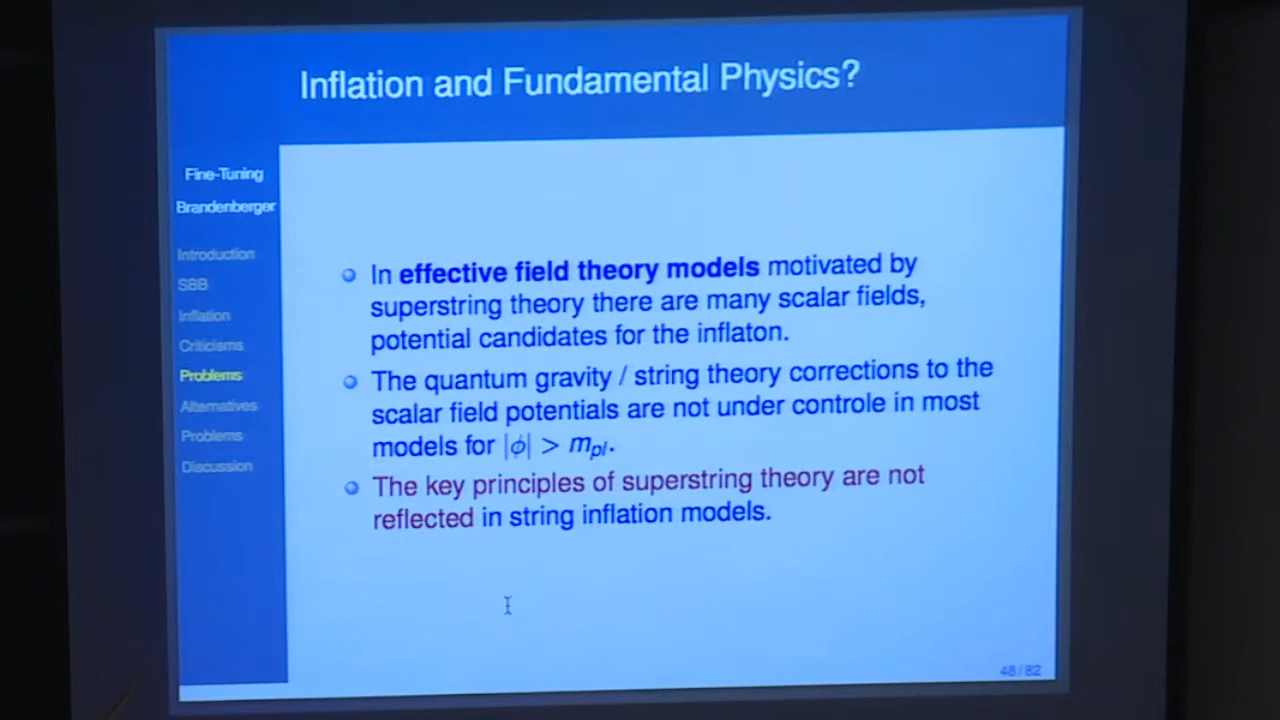 Inflation and Fundamental Physics?
Fine-Tuning
Brandenberger
Introduction
SBB
Inflation
Criticisms
Problems
Alternatives
Problems
Discussion
In effective field theory models motivated by
superstring theory there are many scalar fields,
potential candidates for the inflaton.
The quantum gravity / string theory corrections to the
scalar field potentials are not under controle in most
models for |ϕ| > mpl.
The key principles of superstring theory are not
reflected in string inflation models.
48 / 82